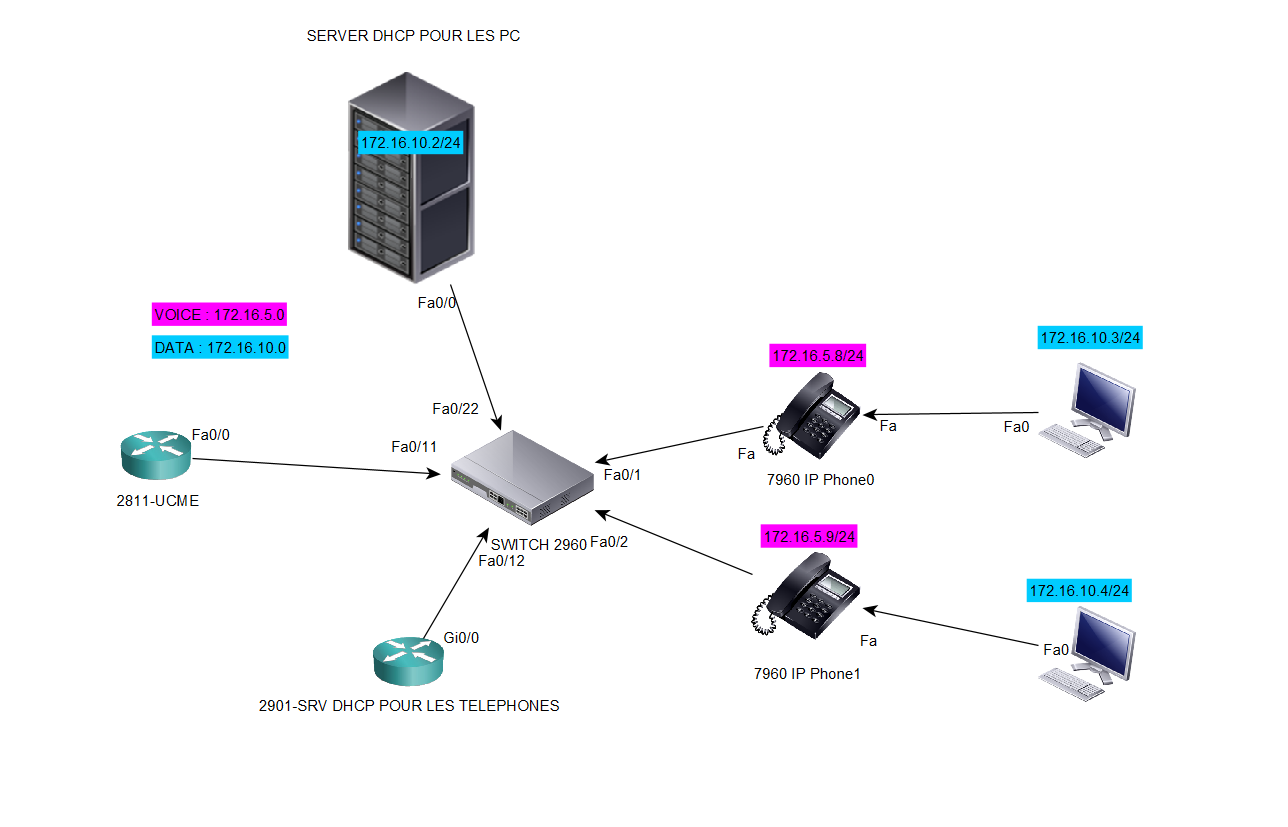 SERVER DHCP POUR LES PC
172.16.10.2/24
Fa0/0
VOICE : 172.16.5.0
DATA : 172.16.10.0
172.16.10.3/24
172.16.5.8/24
Fa0/22
Fa0/0
Fa0/11
Fa
Fa0
Fa
Fa0/1
7960 IP Phone0
2811-UCME
SWITCH 2960
Fa0/2
172.16.5.9/24
Fa0/12
172.16.10.4/24
Gi0/0
Fa
Fa0
7960 IP Phone1
2901-SRV DHCP POUR LES TELEPHONES